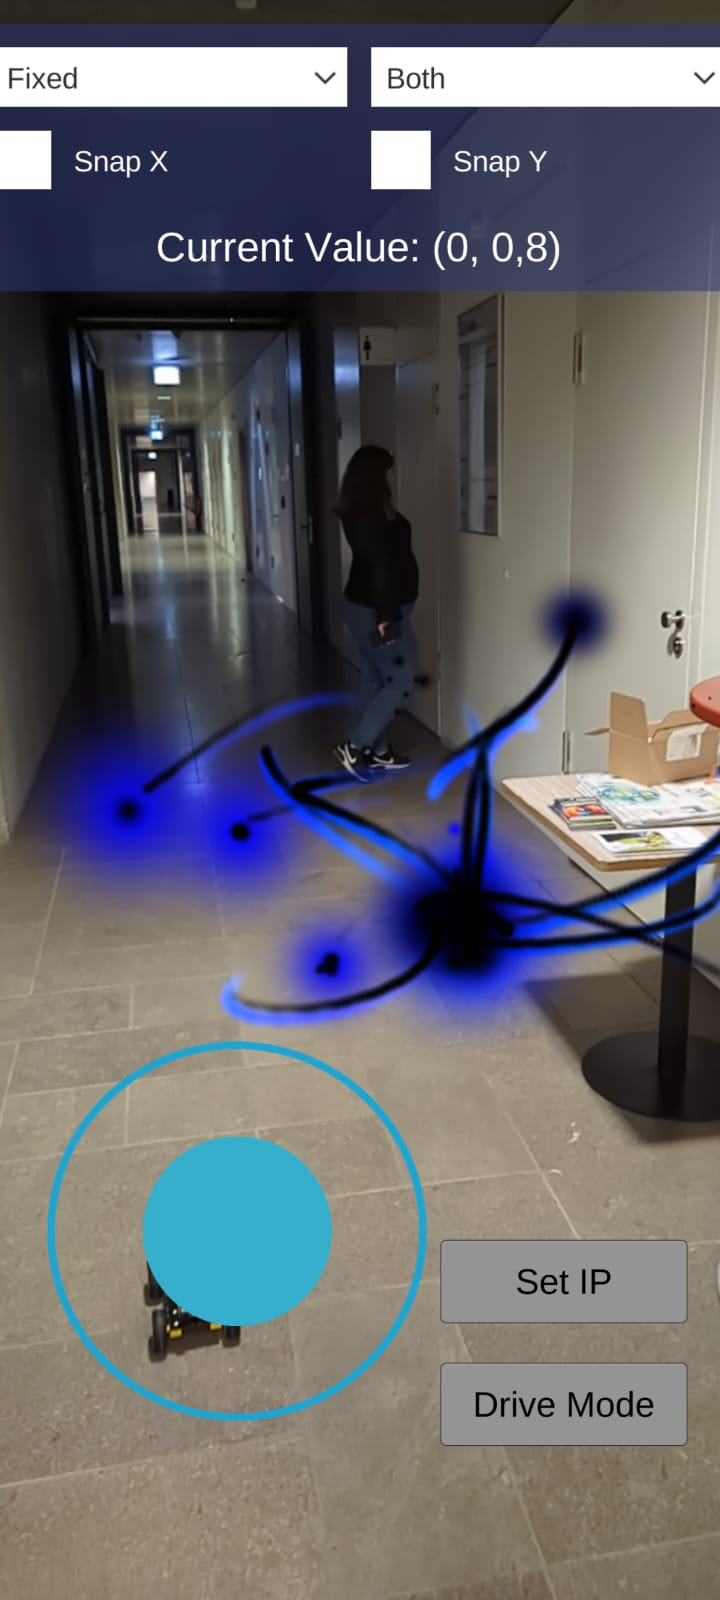 Fixed
Both
Snap X
Snap Y
Current Value: (0, 0,8)
Set IP
Drive Mode